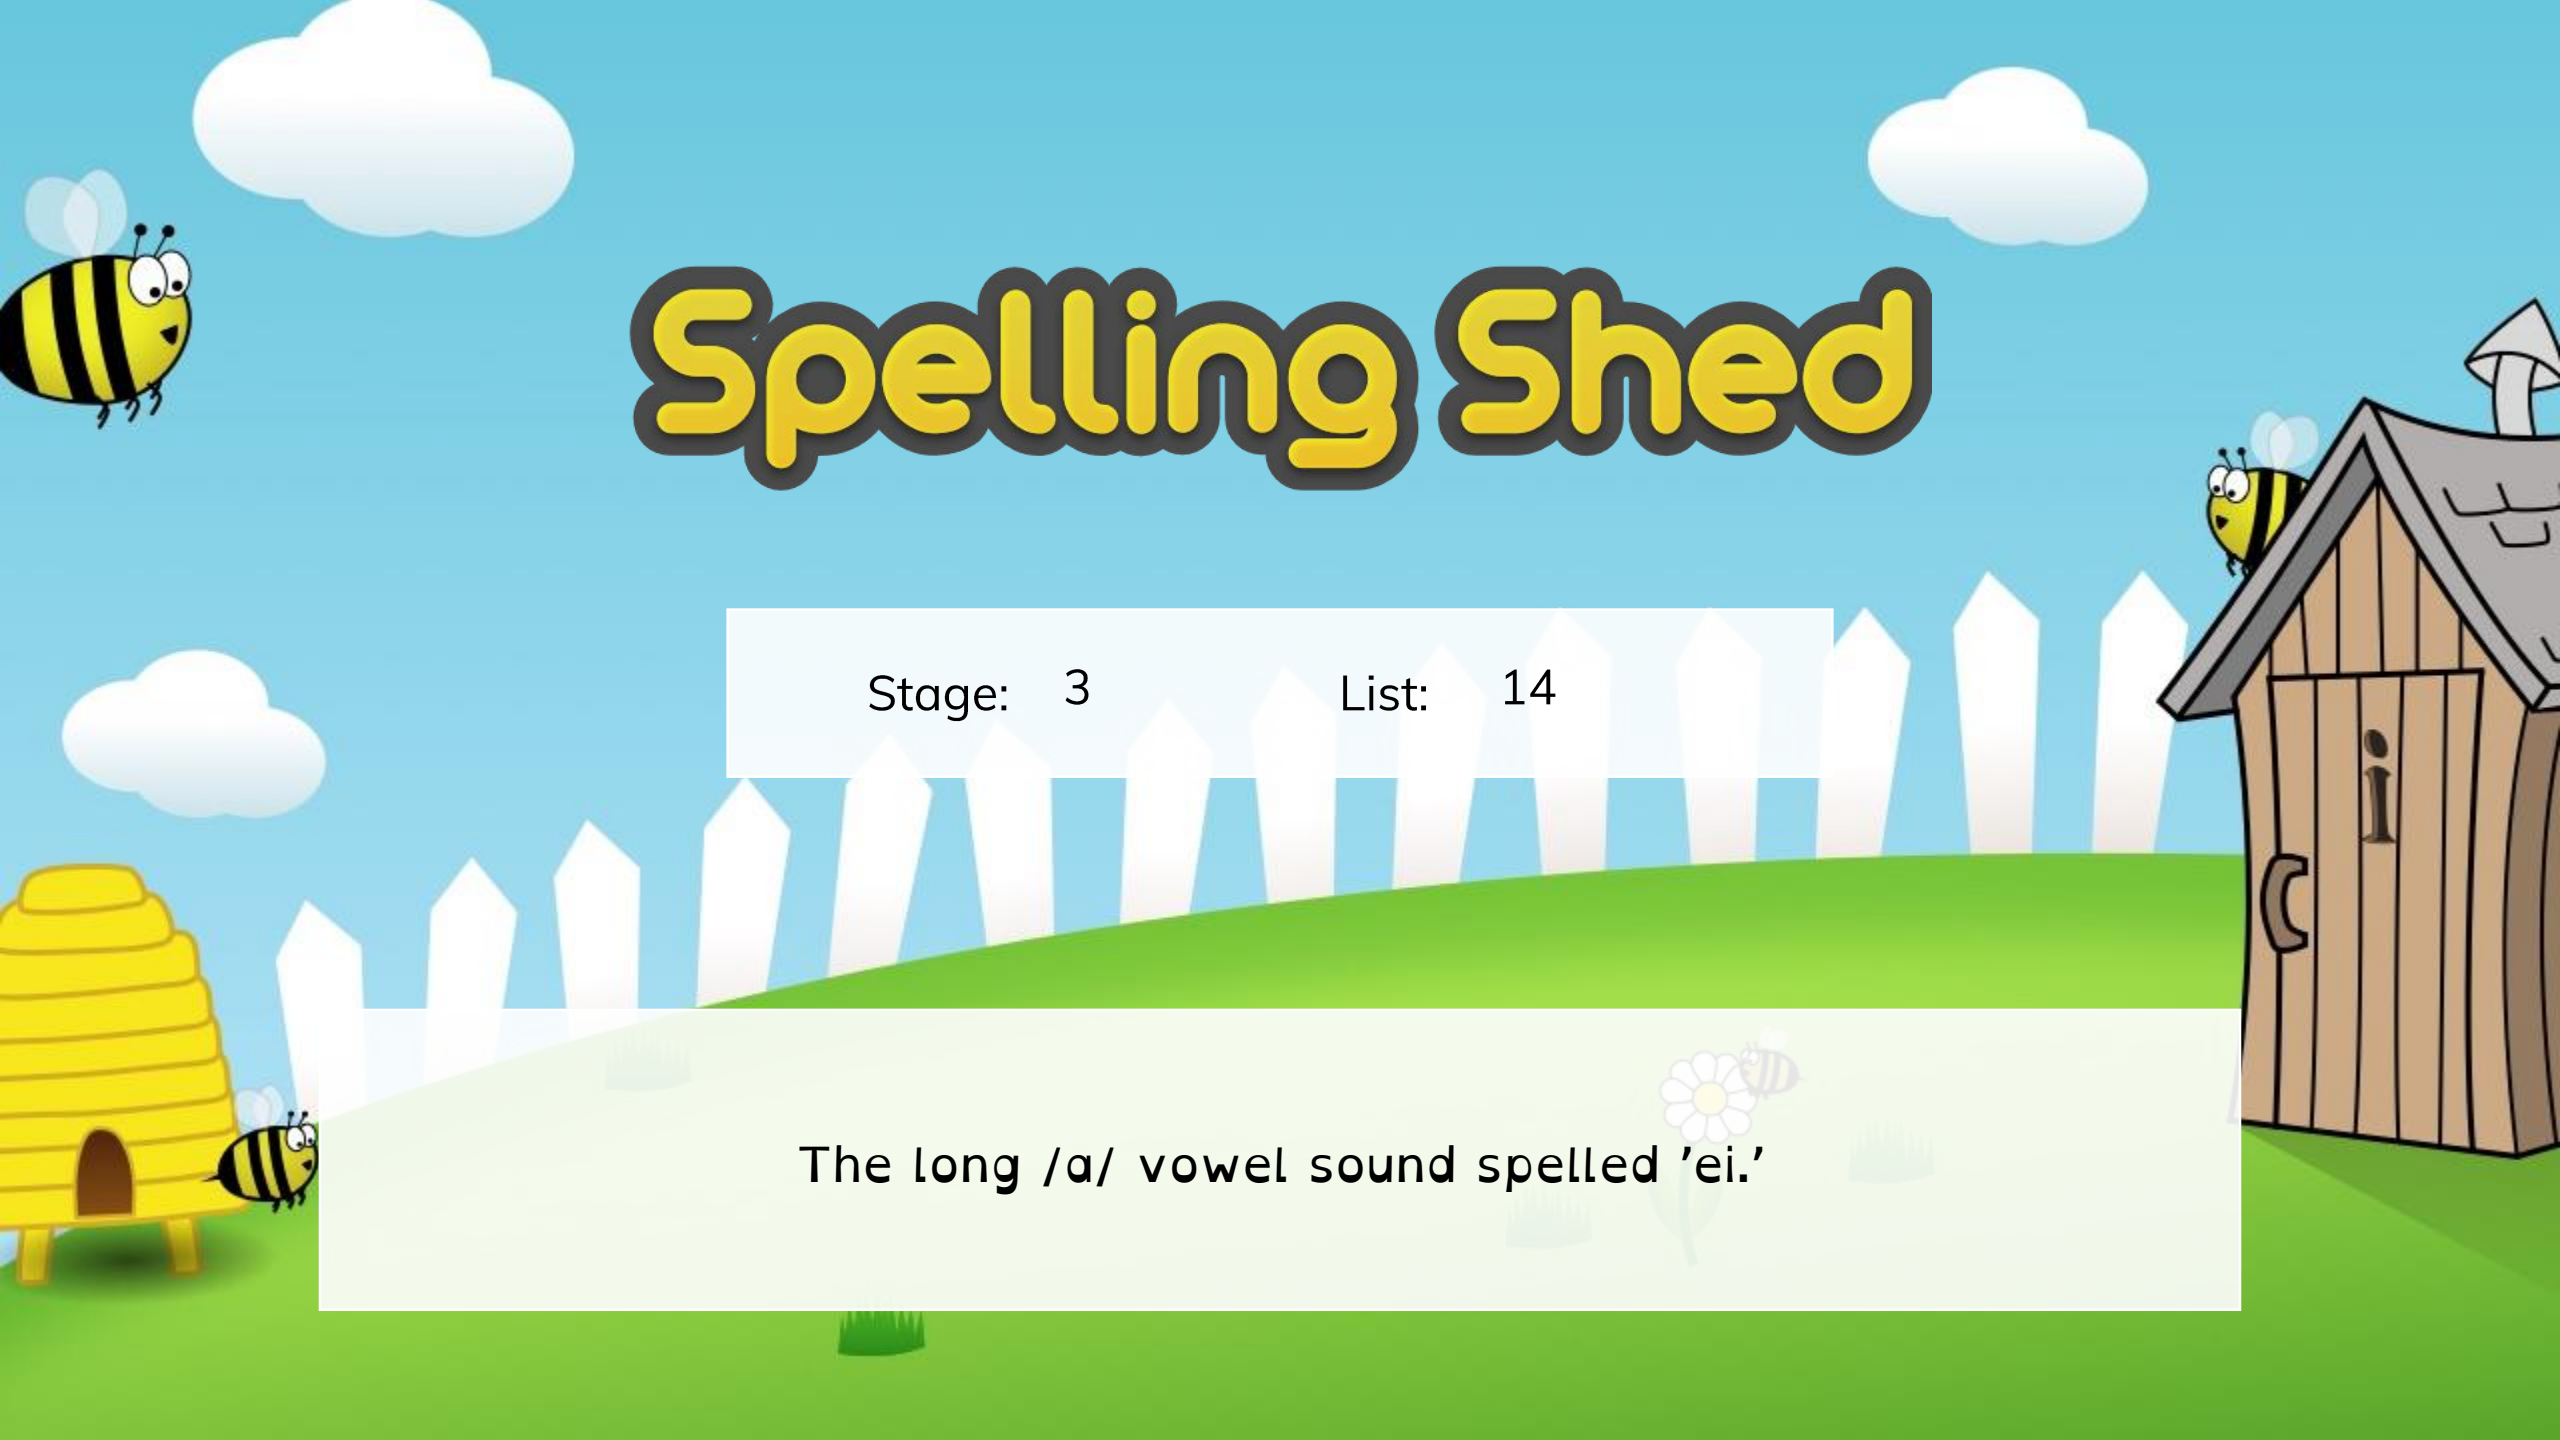 Spelling Shed
Stage: 3 List: 14
i
The long /a/ vowel sound spelled ’ei.’